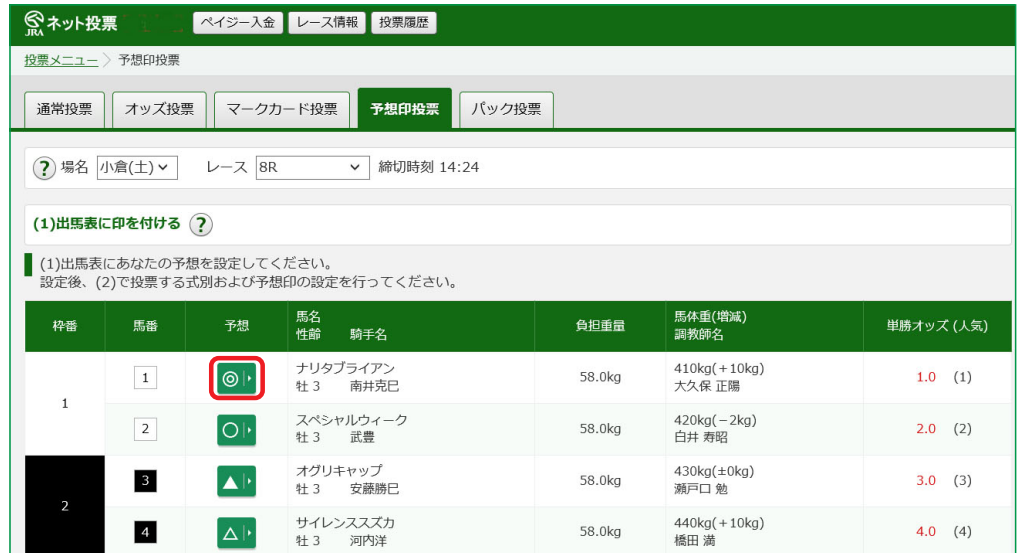 JRA ネット投票 ペイジー入金 レース情報 投票履歴
投票メニュー 〉 予想印投票
通常投票 オッズ投票 マークカード投票 予想印投票 パック投票
? 場名 小倉(土) レース 8R 締切時刻 14:24
(1)出馬表に印を付ける ?
(1)出馬表にあなたの予想を設定してください。
設定後、(2)で投票する式別および予想印の設定を行ってください。
枠番 馬番 予想 馬名 負担重量 馬体重(増減) 単勝オッズ (人気)
性齢 騎手名 調教師名
1 1 ◎ ナリタブライアン 58.0kg 410kg(+10kg) 1.0 (1)
牡 3 南井克巳 大久保 正陽
2 ○ スペシャルウィーク 58.0kg 420kg(−2kg) 2.0 (2)
牡 3 武豊 白井 寿昭
2 3 ▲ オグリキャップ 58.0kg 430kg(±0kg) 3.0 (3)
牡 3 安藤勝巳 瀬戸口 勉
4 △ サイレンススズカ 58.0kg 440kg(+10kg) 4.0 (4)
牡 3 河内洋 橋田 満